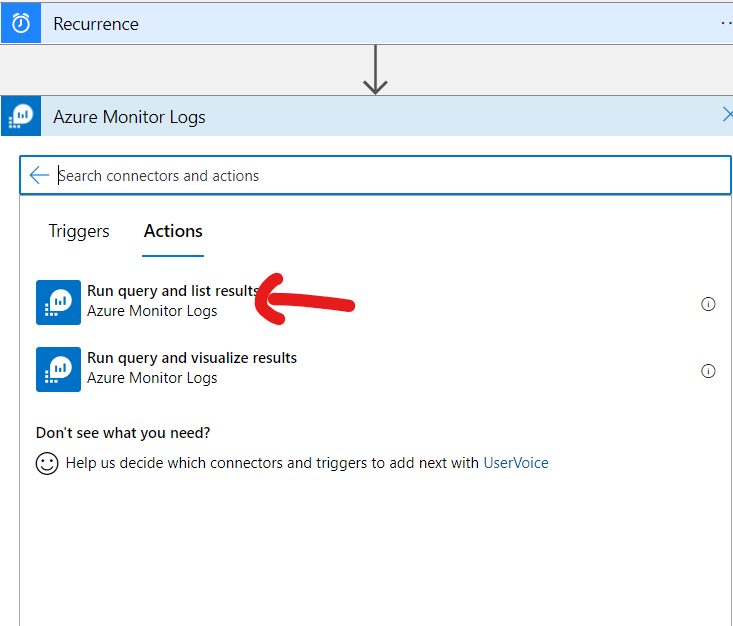 Recurrence
Azure Monitor Logs
Search connectors and actions
Triggers Actions
Run query and list results
Azure Monitor Logs
Run query and visualize results
Azure Monitor Logs
Don't see what you need?
Help us decide which connectors and triggers to add next with UserVoice